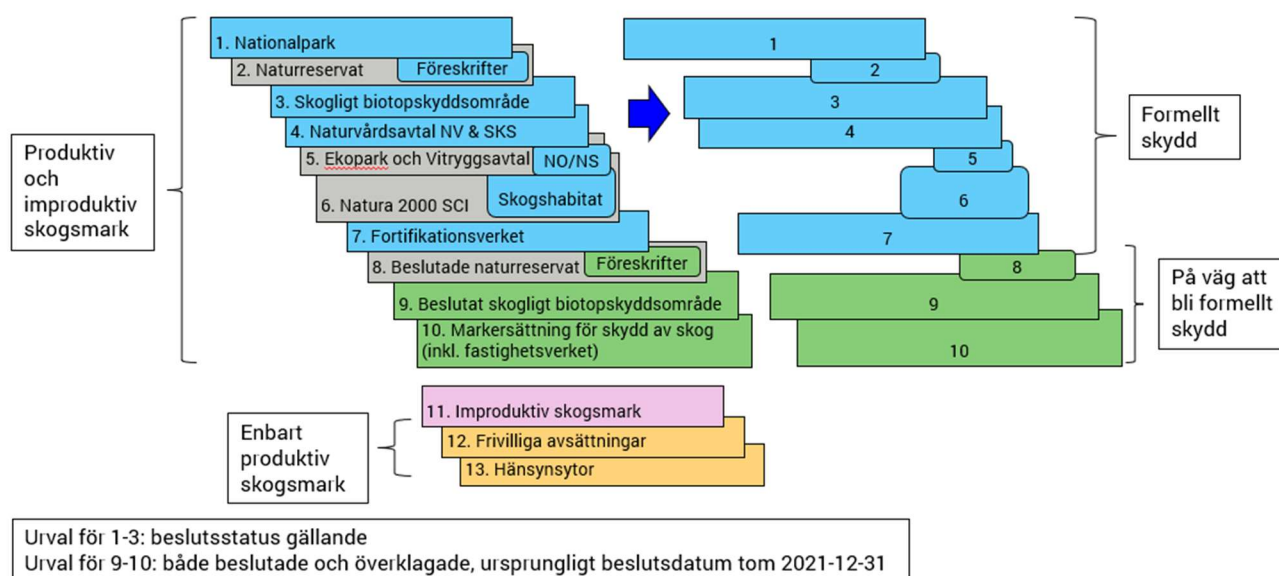 Produktiv
och
improduktiv
skogsmark
1. Nationalpark
2. Naturreservat
Föreskrifter
3. Skogligt biotopskyddsområde
4. Naturvårdsavtal NV & SKS
5. Ekopark och Vitryggsavtal
NO/NS
6. Natura 2000 SCI
Skogshabitat
7. Fortifikationsverket
8. Beslutade naturreservat
Föreskrifter
9. Beslutat skogligt biotopskyddsområde
10. Markersättning för skydd av skog
(inkl. fastighetsverket)
1
2
3
4
5
6
7
8
9
10
Formellt
skydd
På väg att
bli formellt
skydd
Enbart
produktiv
skogsmark
11. Improduktiv skogsmark
12. Frivilliga avsättningar
13. Hänsynsytor
Urval för 1-3: beslutsstatus gällande
Urval för 9-10: både beslutade och överklagade, ursprungligt beslutsdatum tom 2021-12-31